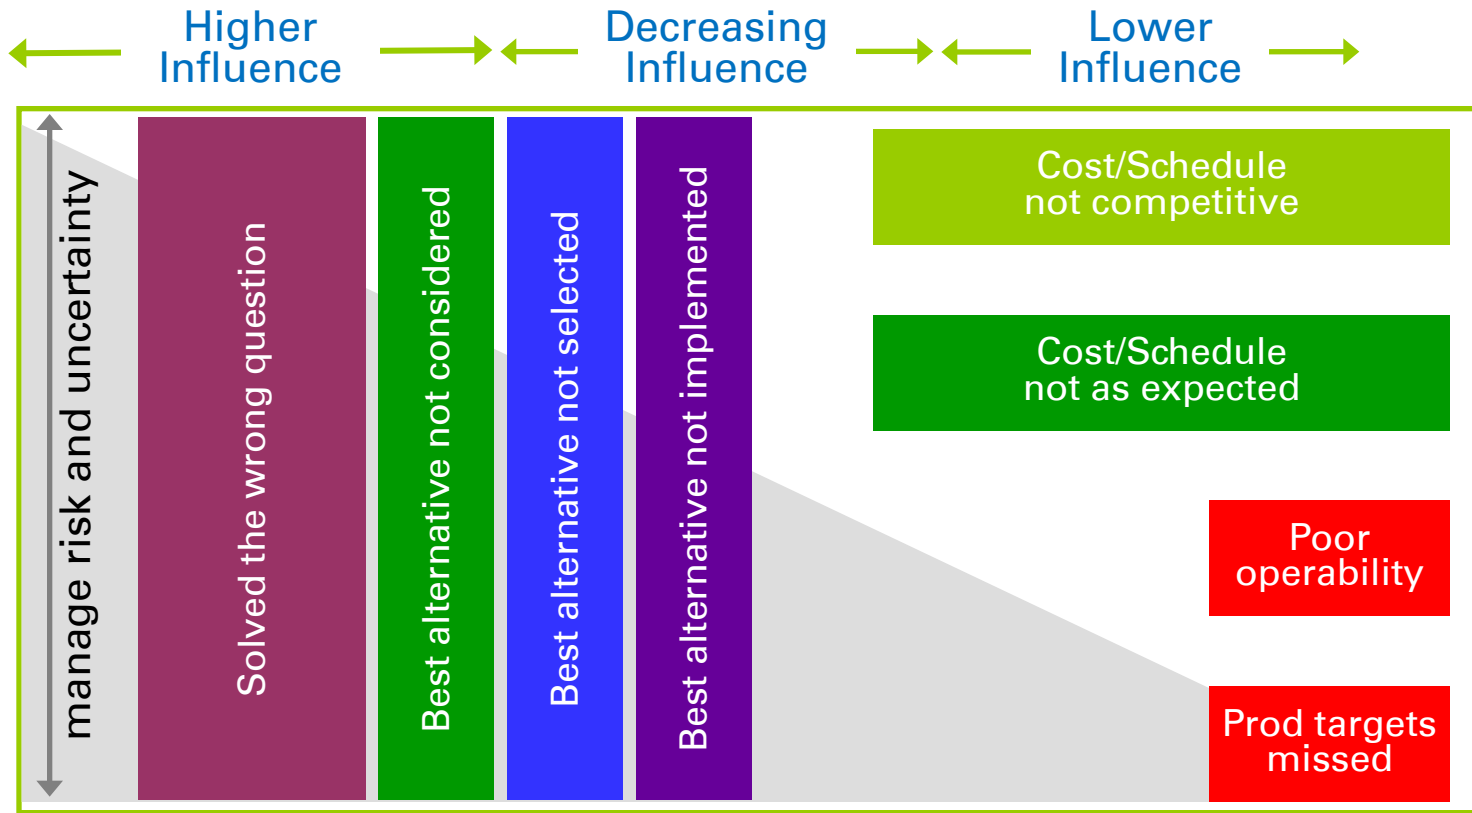 Higher
Influence
Decreasing
Influence
Lower
Influence
manage risk and uncertainty
Solved the wrong question
Best alternative not considered
Best alternative not selected
Best alternative not implemented
Cost/Schedule
not competitive
Cost/Schedule
not as expected
Poor
operability
Prod targets
missed